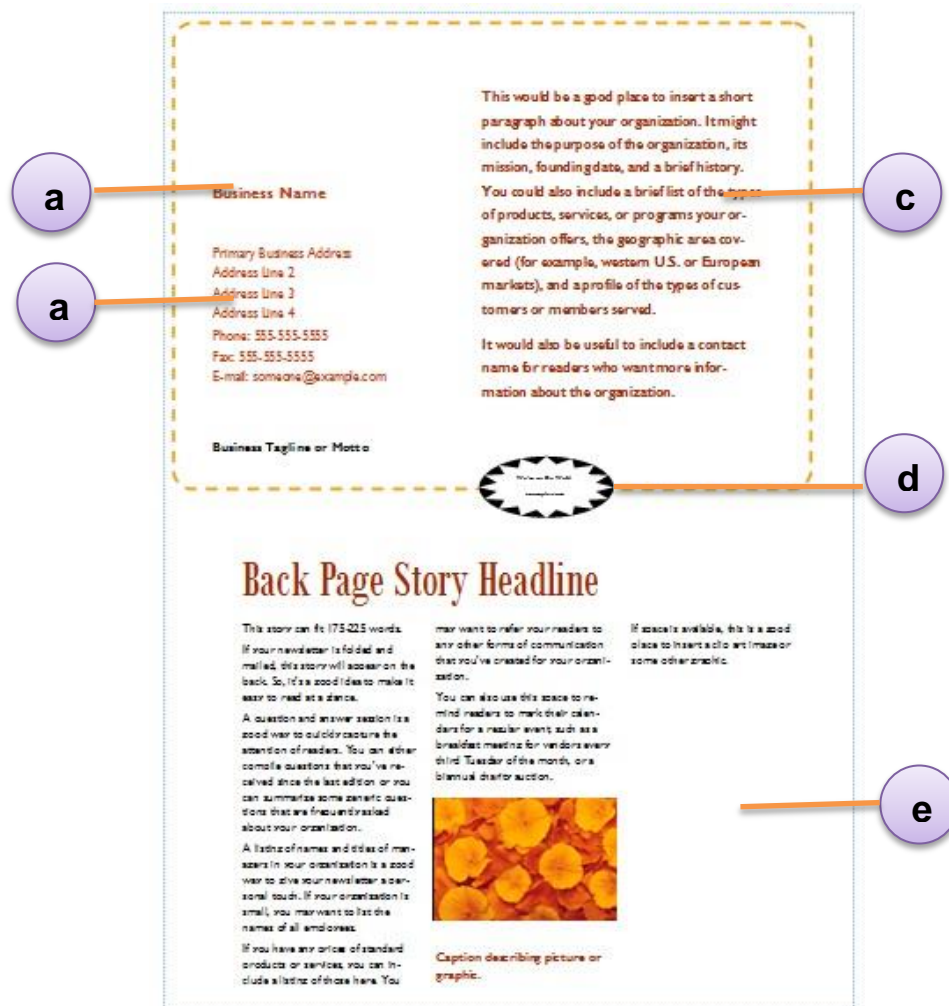 a
Business Name
a
Primary Business Address
Address Line 2
Address Line 3
Address Line 4
Phone: 555-555-5555
Fax: 555-555-5555
E-mail: someone@example.com
Business Tagline or Motto
This would be a good place to insert a short
paragraph about your organization. It might
include the purpose of the organization, its
mission, founding date, and a brief history.
You could also include a brief list of the types
of products, services, or programs your or-
ganization offers, the geographic area cov-
ered (for example, western U.S. or European
markets), and a profile of the types of cus-
tomers or members served.
It would also be useful to include a contact
name for readers who want more infor-
mation about the organization.
c
d
Back Page Story Headline
This story can fit 175-225 words.
If your newsletter is folded and
mailed, this story will appear on the
back. So, it's a good idea to make it
easy to read at a glance.
A question and answer session is a
good way to quickly capture the
attention of readers. You can either
compile questions that you've re-
ceived since the last edition or you
can summarize some generic ques-
tions that are frequently asked
about your organization.
A listing of names and titles of man-
agers in your organization is a good
way to give your newsletter a per-
sonal touch. If your organization is
small, you may want to list the
names of all employees.
If you have any prices of standard
products or services, you can in-
clude a listing of those here. You
may want to refer your readers to
any other forms of communication
that you've created for your organi-
zation.
You can also use this space to re-
mind readers to mark their calen-
dars for a regular event, such as a
breakfast meeting for vendors every
third Tuesday of the month, or a
biannual charity auction.
Caption describing picture or
graphic.
If space is available, this is a good
place to insert a clip art image or
some other graphic.
e